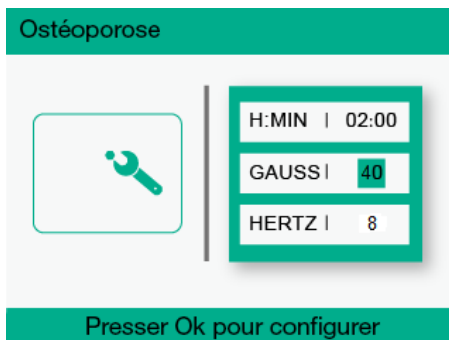 Ostéoporose
H:MIN | 02:00
GAUSS | 40
HERTZ | 8
Presser Ok pour configurer